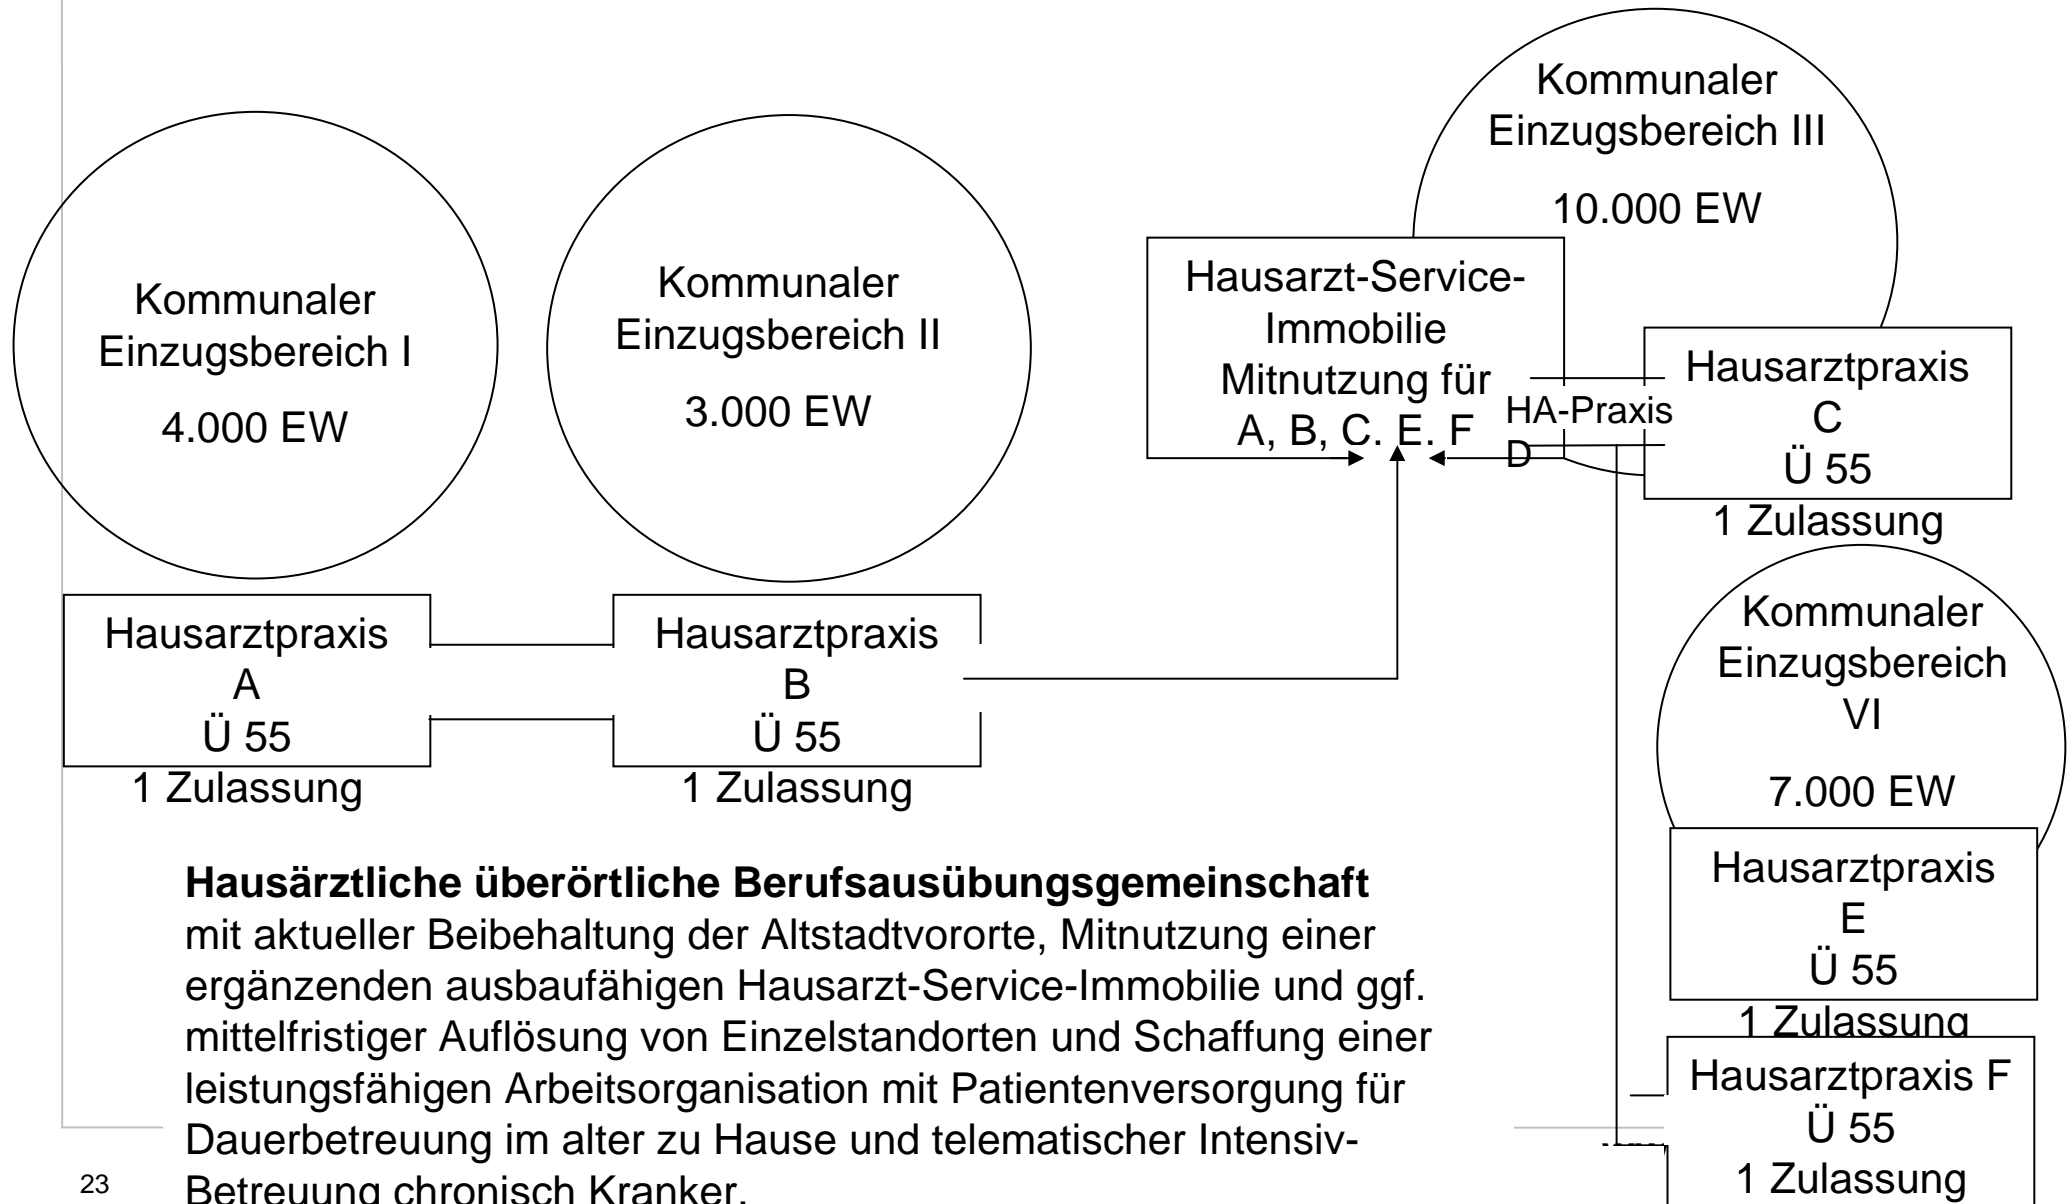 Kommunaler
Einzugsbereich I
4.000 EW
Kommunaler
Einzugsbereich II
3.000 EW
Kommunaler
Einzugsbereich III
10.000 EW
Hausarzt-Service-
Immobilie
Mitnutzung für
A, B, C. E. F
HA-Praxis
D
Hausarztpraxis
C
Ü 55
1 Zulassung
Hausarztpraxis
A
Ü 55
1 Zulassung
Hausarztpraxis
B
Ü 55
1 Zulassung
Kommunaler
Einzugsbereich
VI
7.000 EW
Hausarztpraxis
E
Ü 55
1 Zulassung
Hausarztpraxis F
Ü 55
1 Zulassung
Hausärztliche überörtliche Berufsausübungsgemeinschaft
mit aktueller Beibehaltung der Altstadtvororte, Mitnutzung einer
ergänzenden ausbaufähigen Hausarzt-Service-Immobilie und ggf.
mittelfristiger Auflösung von Einzelstandorten und Schaffung einer
leistungsfähigen Arbeitsorganisation mit Patientenversorgung für
Dauerbetreuung im alter zu Hause und telematischer Intensiv-
Betreuung chronisch Kranker.
23